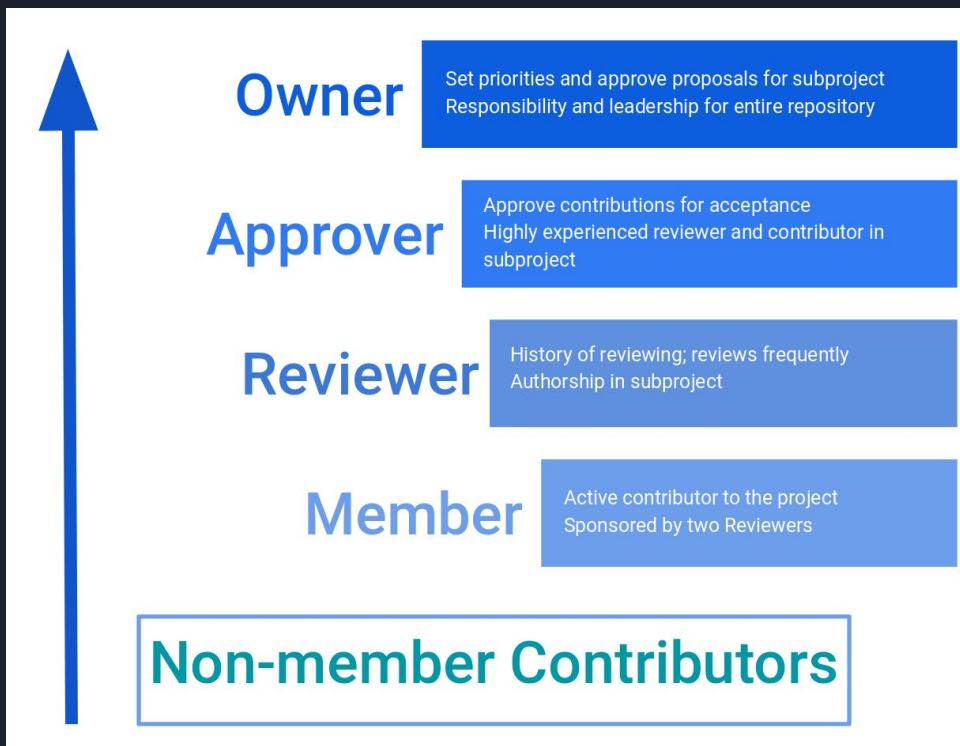 Owner
Set priorities and approve proposals for subproject
Responsibility and leadership for entire repository
Approver
Approve contributions for acceptance
Highly experienced reviewer and contributor in
subproject
Reviewer
History of reviewing; reviews frequently
Authorship in subproject
Member
Active contributor to the project
Sponsored by two Reviewers
Non-member Contributors